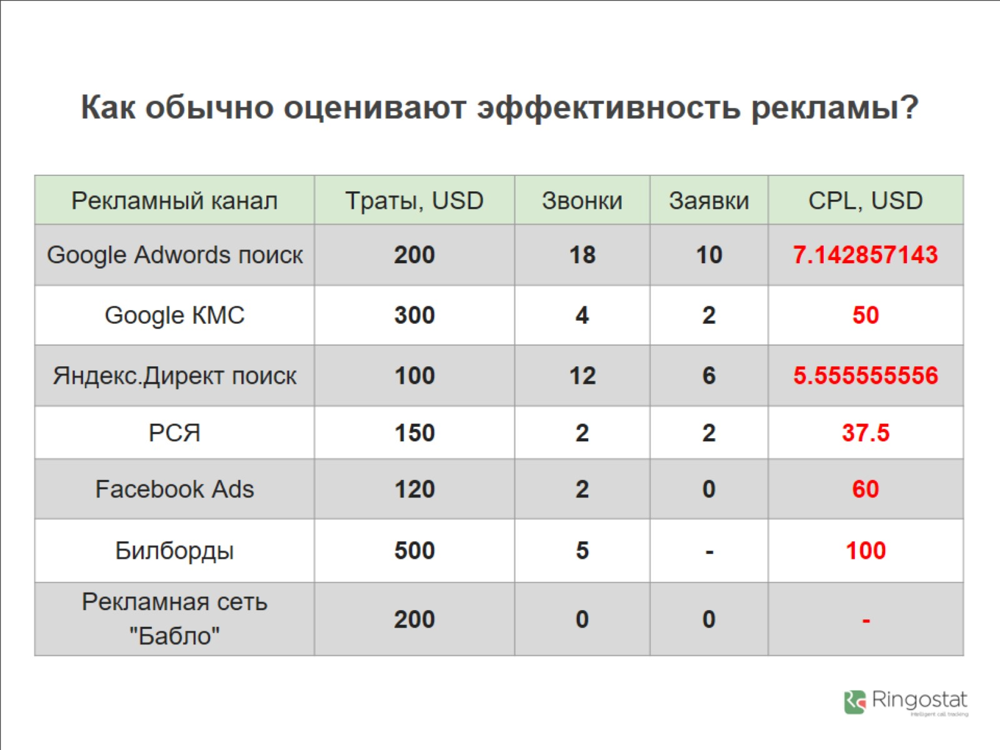 Как обычно оценивают эффективность рекламы?
Рекламный канал Траты, USD Звонки Заявки CPL, USD
Google Adwords поиск 200 18 10 7.142857143
Google КМС 300 4 2 50
Яндекс.Директ поиск 100 12 6 5.555555556
РСЯ 150 2 2 37.5
Facebook Ads 120 2 0 60
Билборды 500 5 - 100
Рекламная сеть
"Бабло" 200 0 0 -
Ringostat
intelligent call tracking